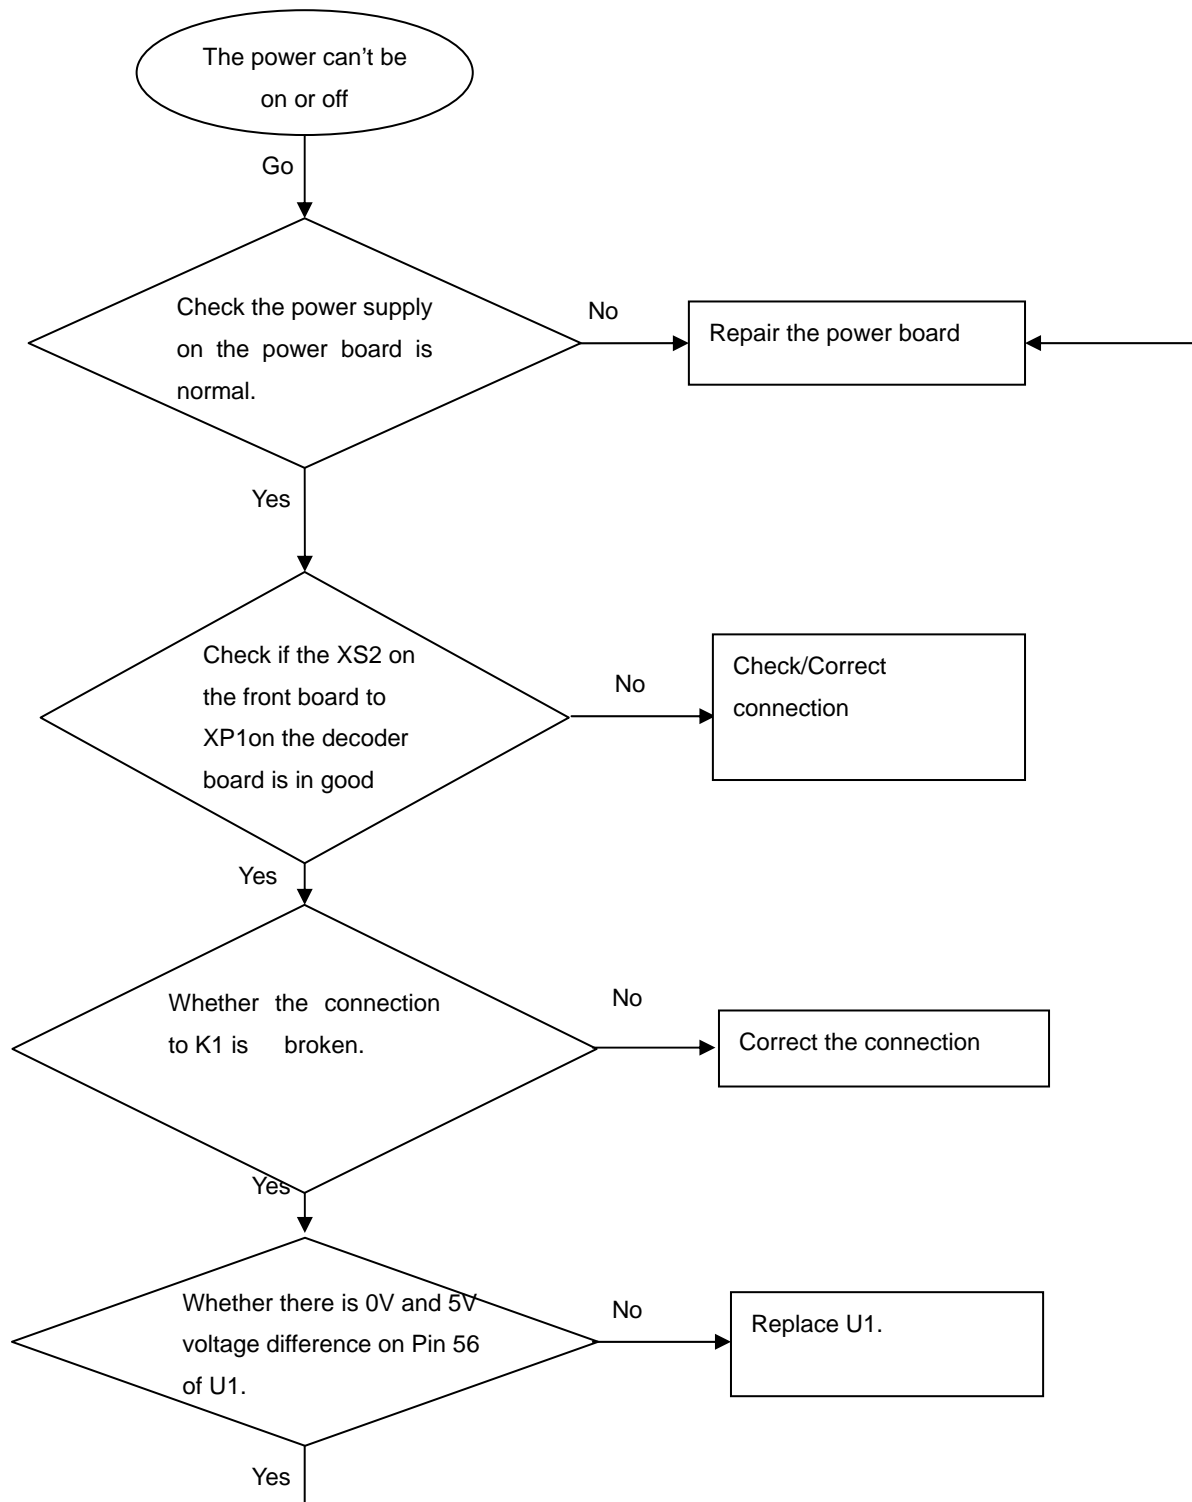 The power can't be
on or off
Go
Check the power supply
on the power board is
normal.
No
Repair the power board
Yes
Check if the XS2 on
the front board to
XP1on the decoder
board is in good
No
Check/Correct
connection
Yes
Whether the connection
to K1 is broken.
No
Correct the connection
Yes
Whether there is 0V and 5V
voltage difference on Pin 56
of U1.
No
Replace U1.
Yes